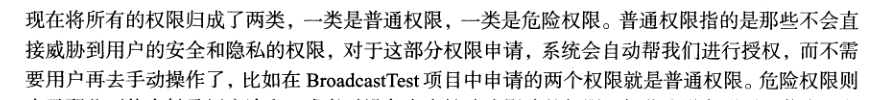 现在将所有的权限归成了两类，一类是普通权限，一类是危险权限。普通权限指的是那些不会直
接威胁到用户的安全和隐私的权限，对于这部分权限申请，系统会自动帮我们进行授权，而不需
要用户再去手动操作了，比如在 BroadcastTest 项目中申请的两个权限就是普通权限。危险权限则